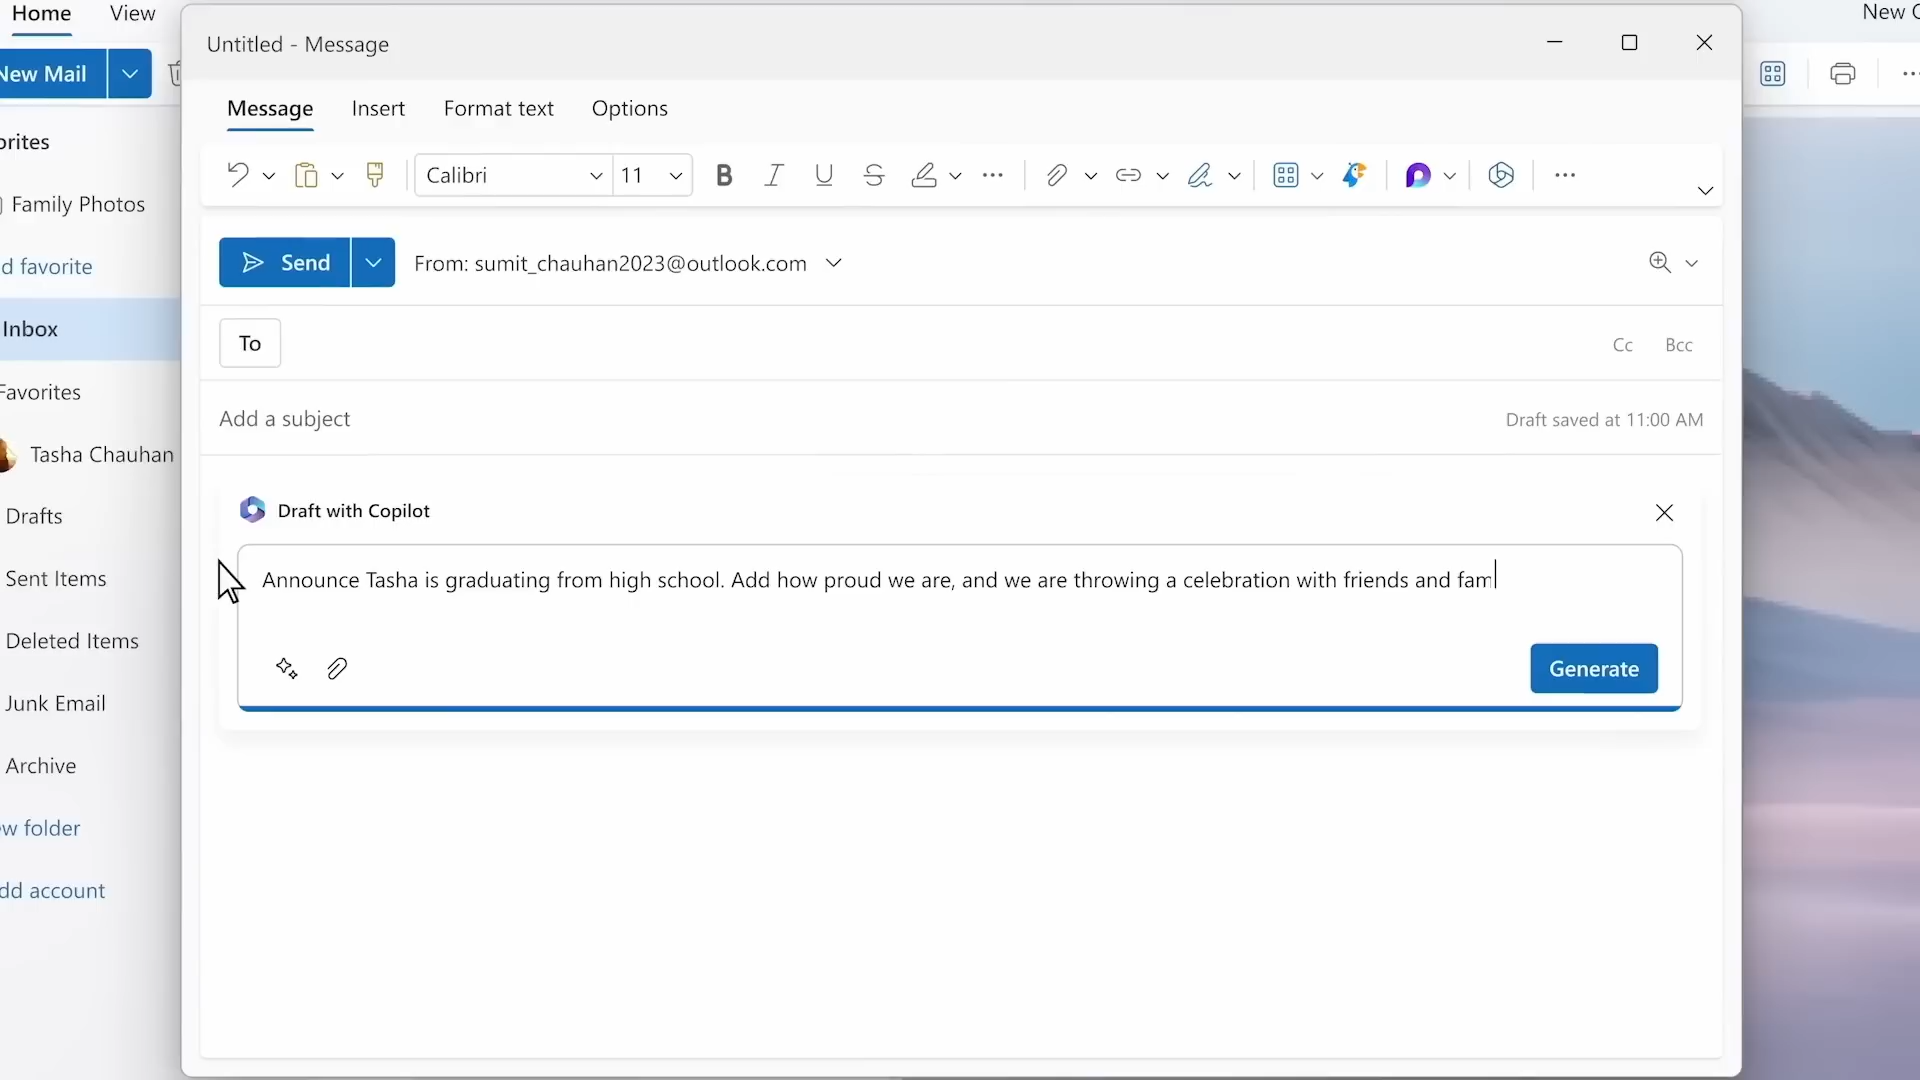 Home View
New Mail
orites
Family Photos
d favorite
Inbox
Favorites
Tasha Chauhan
Drafts
Sent Items
Deleted Items
Junk Email
Archive
ew folder
dd account
Untitled - Message
Message Insert Format text Options
Calibri 11 B I U S
Send From: sumit_chauhan2023@outlook.com
To Cc Bcc
Add a subject Draft saved at 11:00 AM
Draft with Copilot
Announce Tasha is graduating from high school. Add how proud we are, and we are throwing a celebration with friends and fam
Generate
New